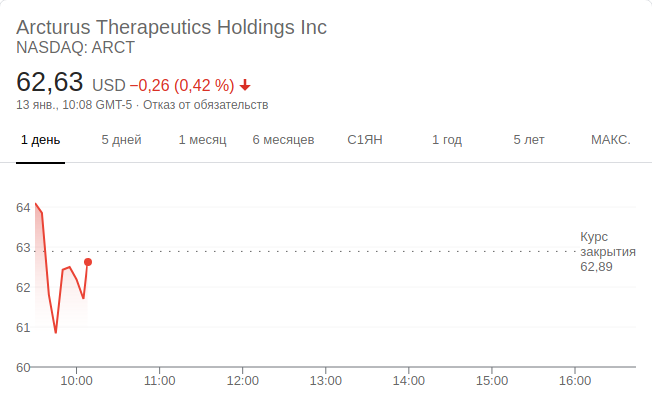 Arcturus Therapeutics Holdings Inc
NASDAQ: ARCT
62,63 USD −0,26 (0,42 %)
13 янв., 10:08 GMT-5 · Отказ от обязательств
1 день 5 дней 1 месяц 6 месяцев С1ЯН 1 год 5 лет МАКС.
64
63
62
61
60
Курс
закрытия
62,89
10:00 11:00 12:00 13:00 14:00 15:00 16:00